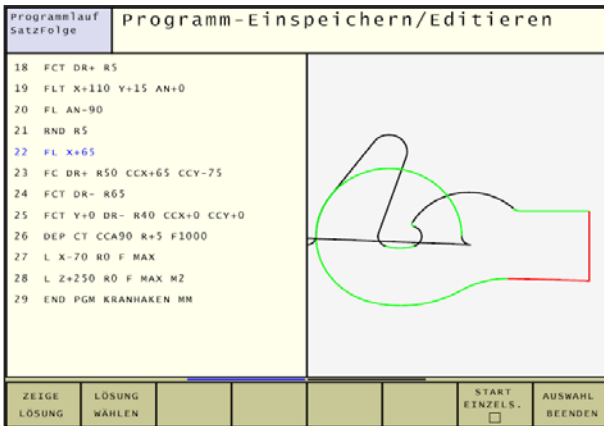 Programmlauf
SatzFolge
Programm-Einspeichern/Editieren
18 FCT DR+ R5
19 FLT X+110 Y+15 AN+0
20 FL AN-90
21 RND R5
22 FL X+65
23 FC DR+ R50 CCX+65 CCY-75
24 FCT DR- R65
25 FCT Y+0 DR- R40 CCX+0 CCY+0
26 DEP CT CCA90 R+5 F1000
27 L X-70 R0 F MAX
28 L Z+250 R0 F MAX M2
29 END PGM KRANHAKEN MM
ZEIGE
LÖSUNG
LÖSUNG
WÄHLEN
START
EINZELS.
AUSWAHL
BEENDEN